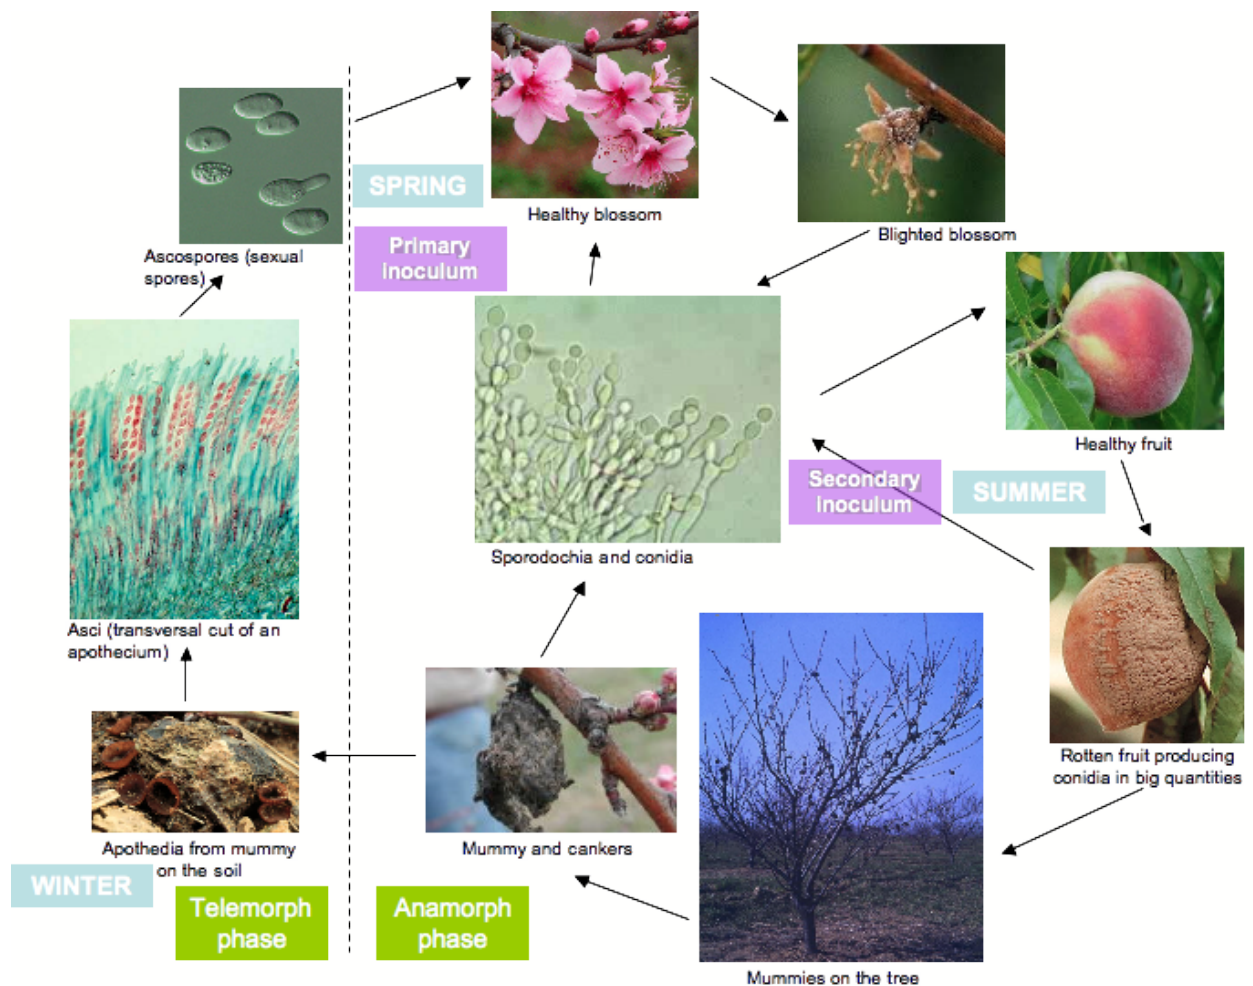 SPRING
Healthy blossom
Primary
inoculum
Blighted blossom
Ascospores (sexual
spores)
Healthy fruit
Secondary
inoculum
SUMMER
Sporodochia and conidia
Asci (transversal cut of an
apothecium)
Rotten fruit producing
conidia in big quantities
Apothedia from mummy
on the soil
Mummy and cankers
WINTER
Telemorph
phase
Anamorph
phase
Mummies on the tree